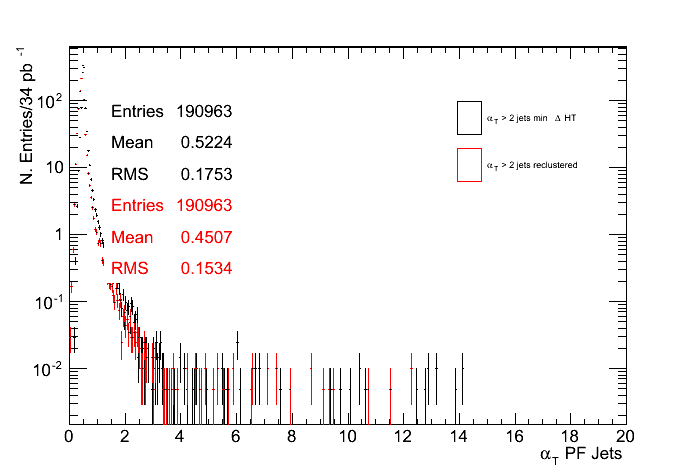 N. Entries/34 pb⁻¹
10²
10
1
10⁻¹
10⁻²
Entries 190963
Mean 0.5224
RMS 0.1753
Entries 190963
Mean 0.4507
RMS 0.1534
α_T > 2 jets min Δ HT
α_T > 2 jets reclustered
0 2 4 6 8 10 12 14 16 18 20
α_T PF Jets